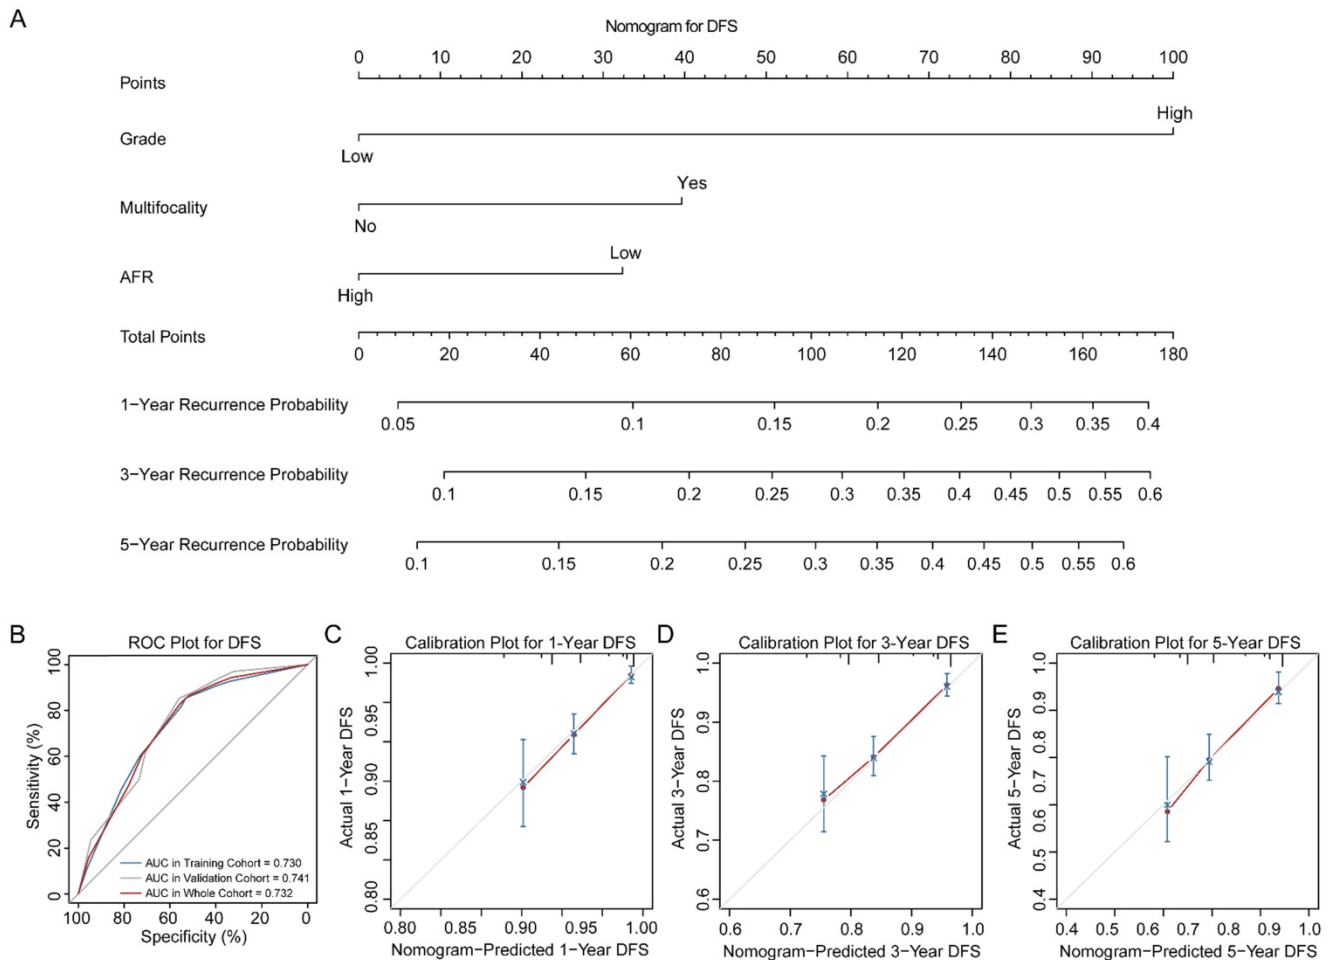 A
Nomogram for DFS
0 10 20 30 40 50 60 70 80 90 100
Points
High
Grade
Low
Yes
Multifocality
No
Low
AFR
High
Total Points
0 20 40 60 80 100 120 140 160 180
1−Year Recurrence Probability
0.05 0.1 0.15 0.2 0.25 0.3 0.35 0.4
3−Year Recurrence Probability
0.1 0.15 0.2 0.25 0.3 0.35 0.4 0.45 0.5 0.55 0.6
5−Year Recurrence Probability
0.1 0.15 0.2 0.25 0.3 0.35 0.4 0.45 0.5 0.55 0.6
B
ROC Plot for DFS
Sensitivity (%)
100
80
60
40
20
0
AUC in Training Cohort = 0.730
AUC in Validation Cohort = 0.741
AUC in Whole Cohort = 0.732
100 80 60 40 20 0
Specificity (%)
C
Calibration Plot for 1-Year DFS
Actual 1−Year DFS
1.00
0.95
0.90
0.85
0.80
0.80 0.85 0.90 0.95 1.00
Nomogram−Predicted 1−Year DFS
D
Calibration Plot for 3-Year DFS
Actual 3−Year DFS
1.0
0.9
0.8
0.7
0.6
0.6 0.7 0.8 0.9 1.0
Nomogram−Predicted 3−Year DFS
E
Calibration Plot for 5-Year DFS
Actual 5−Year DFS
1.0
0.9
0.8
0.7
0.6
0.5
0.4
0.4 0.5 0.6 0.7 0.8 0.9 1.0
Nomogram−Predicted 5−Year DFS